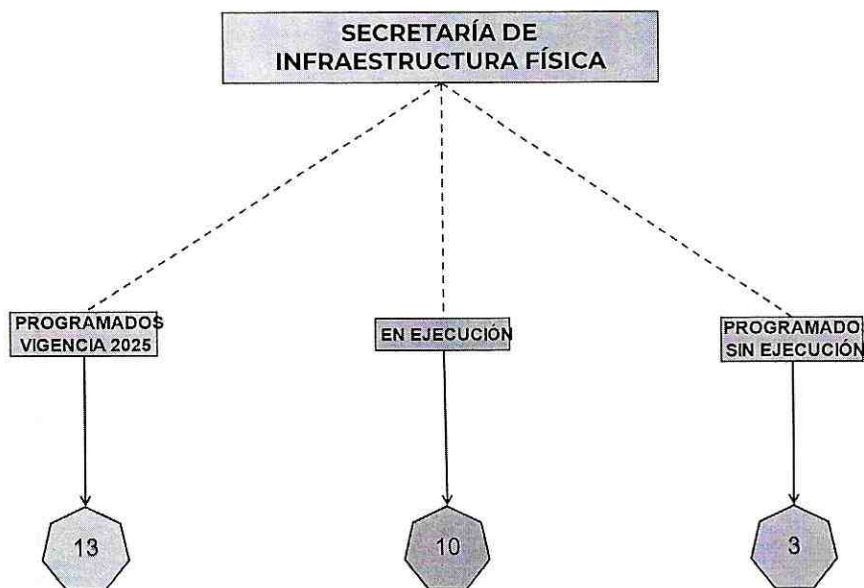 SECRETARÍA DE
INFRAESTRUCTURA FÍSICA
PROGRAMADOS
VIGENCIA 2025
EN EJECUCIÓN
PROGRAMADO
SIN EJECUCIÓN
13
10
3